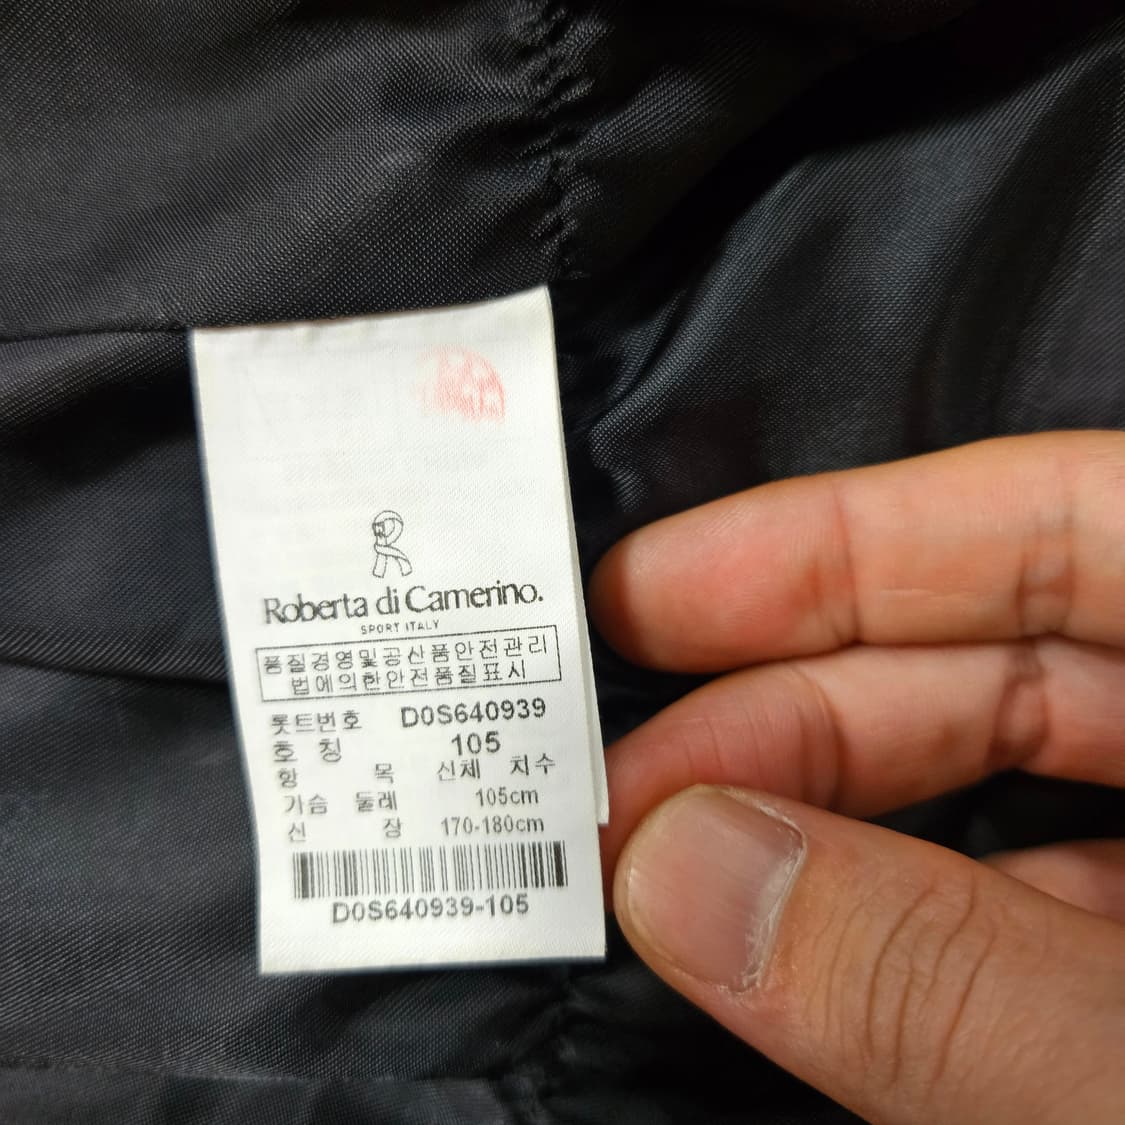 Roberta di Camerino.
SPORT ITALY
품질경영및공산품안전관리
법에의한안전품질표시
롯트번호 D0S640939
호 칭 105
항 목 신체 치수
가슴 둘레 105cm
신 장 170-180cm
D0S640939-105